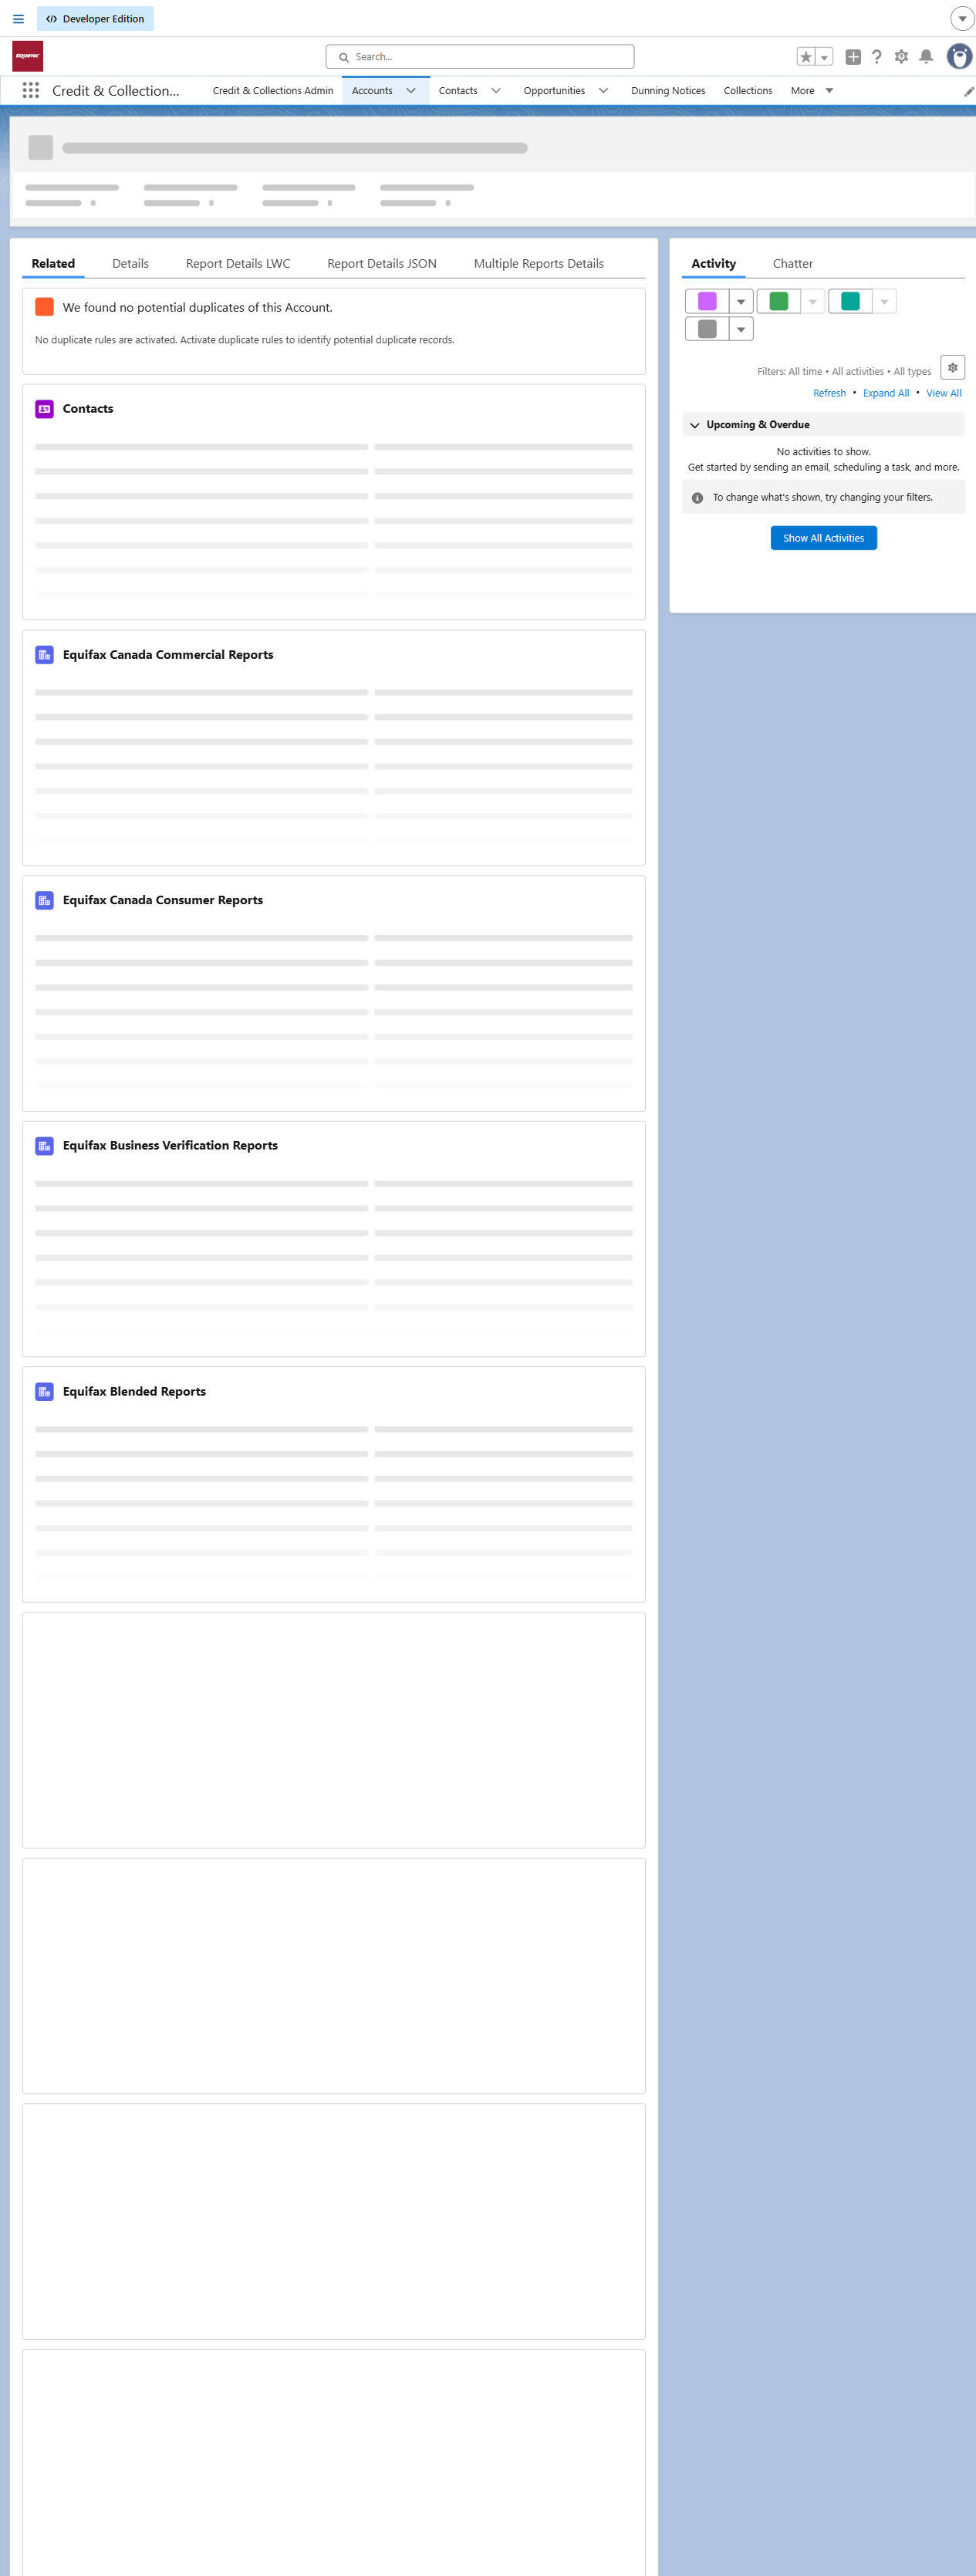 Developer Edition
EQUIFAX
Search...
Credit & Collection...
Credit & Collections Admin
Accounts
Contacts
Opportunities
Dunning Notices
Collections
More
Related
Details
Report Details LWC
Report Details JSON
Multiple Reports Details
We found no potential duplicates of this Account.
No duplicate rules are activated. Activate duplicate rules to identify potential duplicate records.
Contacts
Equifax Canada Commercial Reports
Equifax Canada Consumer Reports
Equifax Business Verification Reports
Equifax Blended Reports
Activity
Chatter
Filters: All time • All activities • All types
Refresh • Expand All • View All
Upcoming & Overdue
No activities to show.
Get started by sending an email, scheduling a task, and more.
To change what's shown, try changing your filters.
Show All Activities